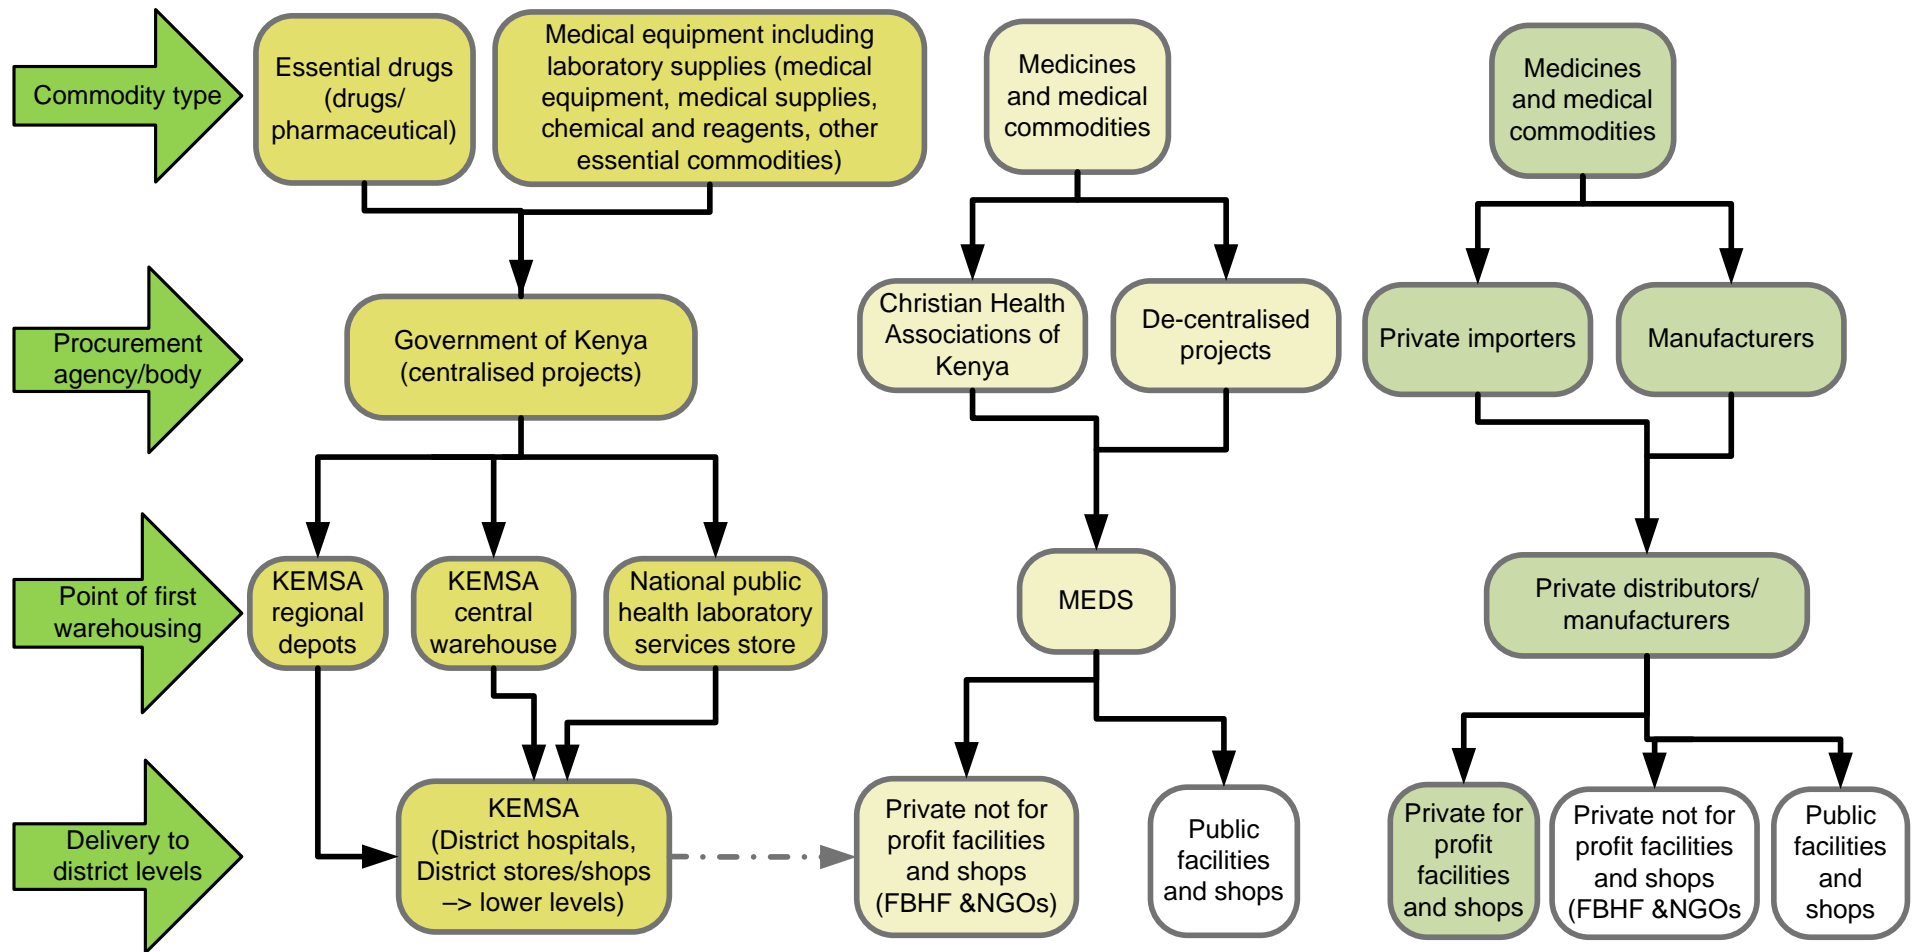 Commodity type
Essential drugs
(drugs/
pharmaceutical)
Medical equipment including
laboratory supplies (medical
equipment, medical supplies,
chemical and reagents, other
essential commodities)
Medicines
and medical
commodities
Medicines
and medical
commodities
Procurement
agency/body
Government of Kenya
(centralised projects)
Christian Health
Associations of
Kenya
De-centralised
projects
Private importers
Manufacturers
Point of first
warehousing
KEMSA
regional
depots
KEMSA
central
warehouse
National public
health laboratory
services store
MEDS
Private distributors/
manufacturers
Delivery to
district levels
KEMSA
(District hospitals,
District stores/shops
–> lower levels)
Private not for
profit facilities
and shops
(FBHF &NGOs)
Public
facilities
and shops
Private for
profit
facilities
and shops
Private not for
profit facilities
and shops
(FBHF &NGOs
Public
facilities
and
shops